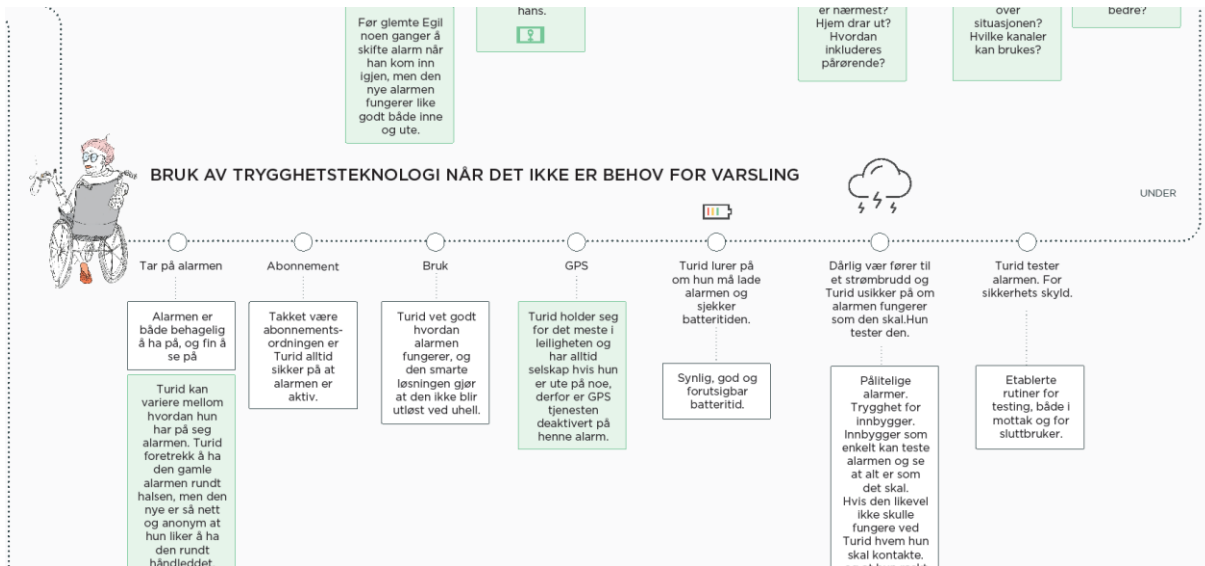 hans.
Før glemte Egil
noen ganger å
skifte alarm når
han kom inn
igjen, men den
nye alarmen
fungerer like
godt både inne
og ute.
er nærmest?
Hjem drar ut?
Hvordan
inkluderes
pårørende?
over
situasjonen?
Hvilke kanaler
kan brukes?
bedre?
BRUK AV TRYGGHETSTEKNOLOGI NÅR DET IKKE ER BEHOV FOR VARSLING
UNDER
Tar på alarmen
Alarmen er
både behagelig
å ha på, og fin å
se på
Turid kan
variere mellom
hvordan hun
har på seg
alarmen. Turid
foretrekk å ha
den gamle
alarmen rundt
halsen, men den
nye er så nett
og anonym at
hun liker å ha
den rundt
håndleddet
Abonnement
Takket være
abonnements-
ordningen er
Turid alltid
sikker på at
alarmen er
aktiv.
Bruk
Turid vet godt
hvordan
alarmen
fungerer, og
den smarte
løsningen gjør
at den ikke blir
utløst ved uhell.
GPS
Turid holder seg
for det meste i
leiligheten og
har alltid
selskap hvis hun
er ute på noe,
derfor er GPS
tjenesten
deaktivert på
henne alarm.
Turid lurer på
om hun må lade
alarmen og
sjekker
batteritiden.
Synlig, god og
forutsigbar
batteritid.
Dårlig vær fører til
et strømbrudd og
Turid usikker på om
alarmen fungerer
som den skal.Hun
tester den.
Pålitelige
alarmer.
Trygghet for
innbygger.
Innbygger som
enkelt kan teste
alarmen og se
at alt er som
det skal.
Hvis den likevel
ikke skulle
fungere ved
Turid hvem hun
skal kontakte.
Turid tester
alarmen. For
sikkerhets skyld.
Etablerte
rutiner for
testing, både i
mottak og for
sluttbruker.